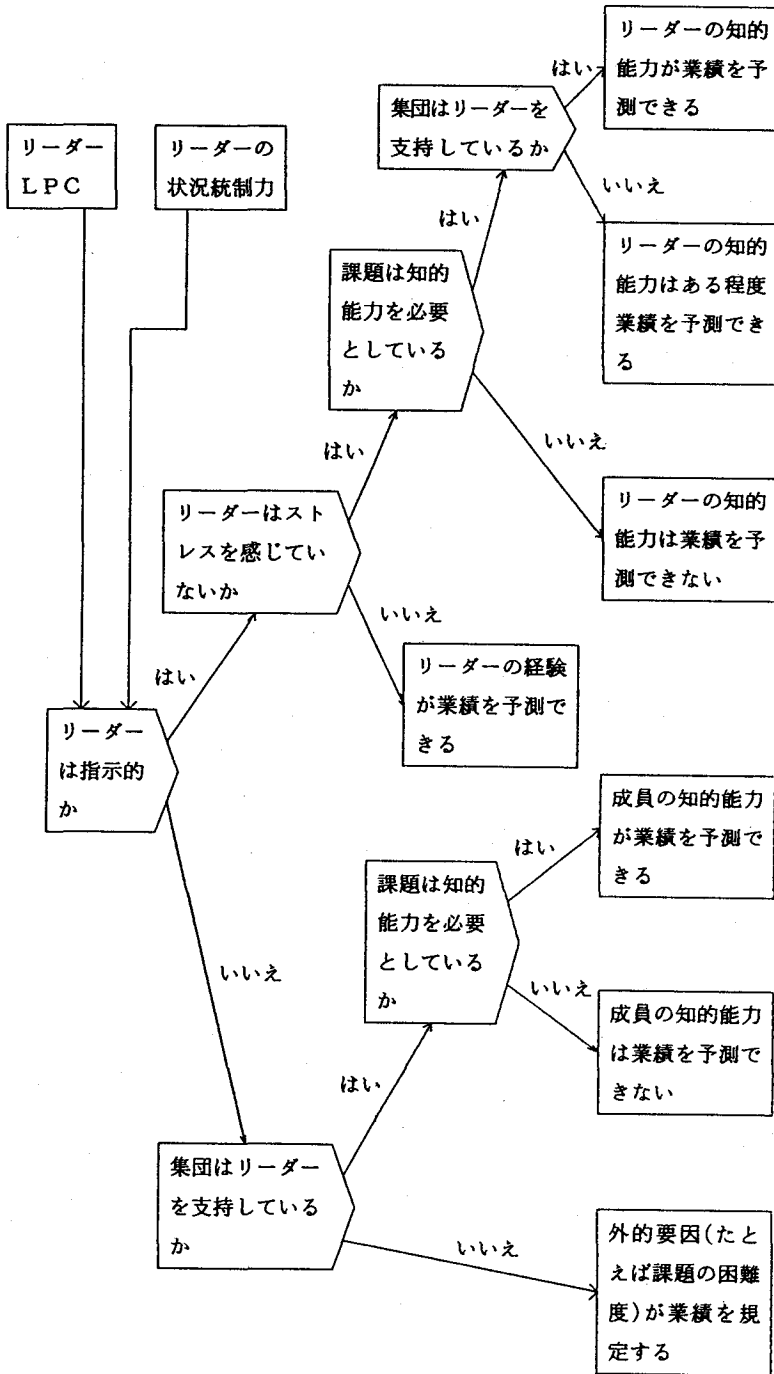 リーダーの知的
能力が業績を予
測できる
はい
集団はリーダーを
支持しているか
いいえ
リーダー
ＬＰＣ
リーダーの
状況統制力
はい
リーダーの知的
能力はある程度
業績を予測でき
る
課題は知的
能力を必要
としている
か
はい
いいえ
リーダーはスト
レスを感じてい
ないか
リーダーの知的
能力は業績を予
測できない
いいえ
はい
リーダーの経験
が業績を予測で
きる
リーダー
は指示的
か
成員の知的能力
が業績を予測で
きる
はい
課題は知的
能力を必要
としている
か
いいえ
いいえ
成員の知的能力
は業績を予測で
きない
はい
集団はリーダー
を支持している
か
いいえ
外的要因(たと
えば課題の困難
度)が業績を規
定する